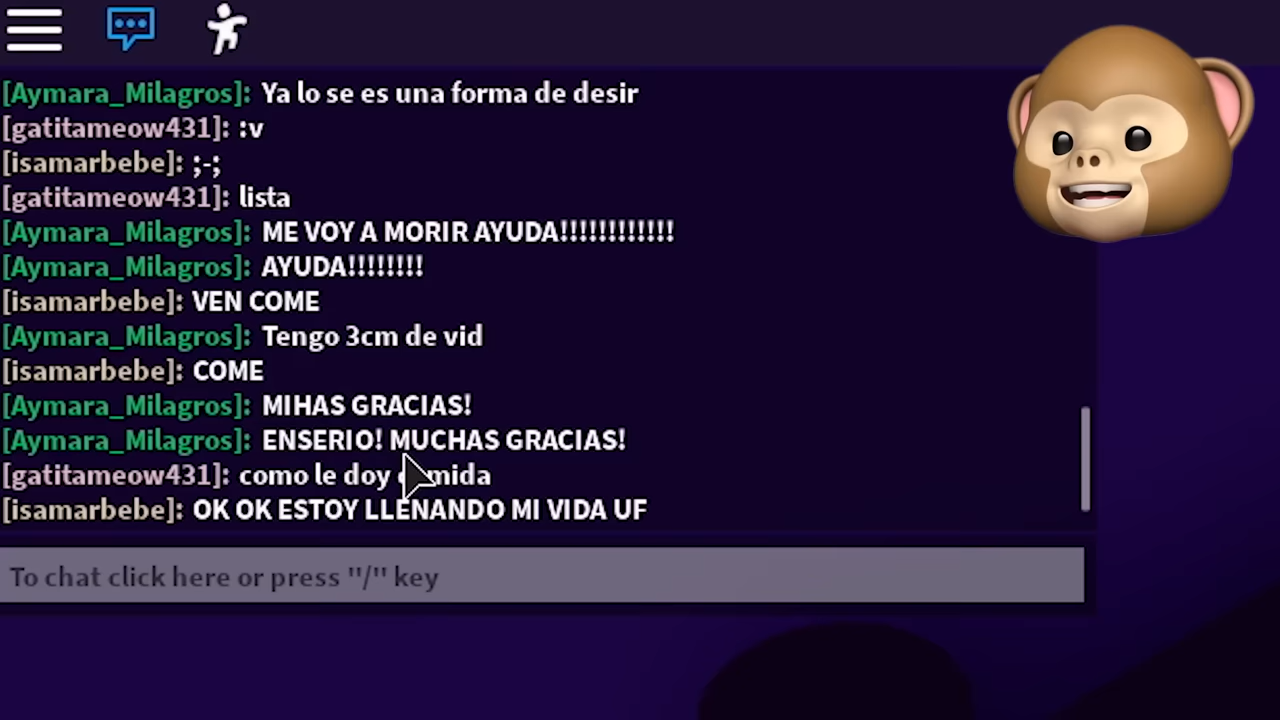 [Aymara_Milagros]: Ya lo se es una forma de desir
[gatitameow431]: :v
[isamarbebe]: ;-;
[gatitameow431]: lista
[Aymara_Milagros]: ME VOY A MORIR AYUDA!!!!!!!!!!!!!
[Aymara_Milagros]: AYUDA!!!!!!!!
[isamarbebe]: VEN COME
[Aymara_Milagros]: Tengo 3cm de vid
[isamarbebe]: COME
[Aymara_Milagros]: MIHAS GRACIAS!
[Aymara_Milagros]: ENSERIO! MUCHAS GRACIAS!
[gatitameow431]: como le doy comida
[isamarbebe]: OK OK ESTOY LLENANDO MI VIDA UF
To chat click here or press "/" key